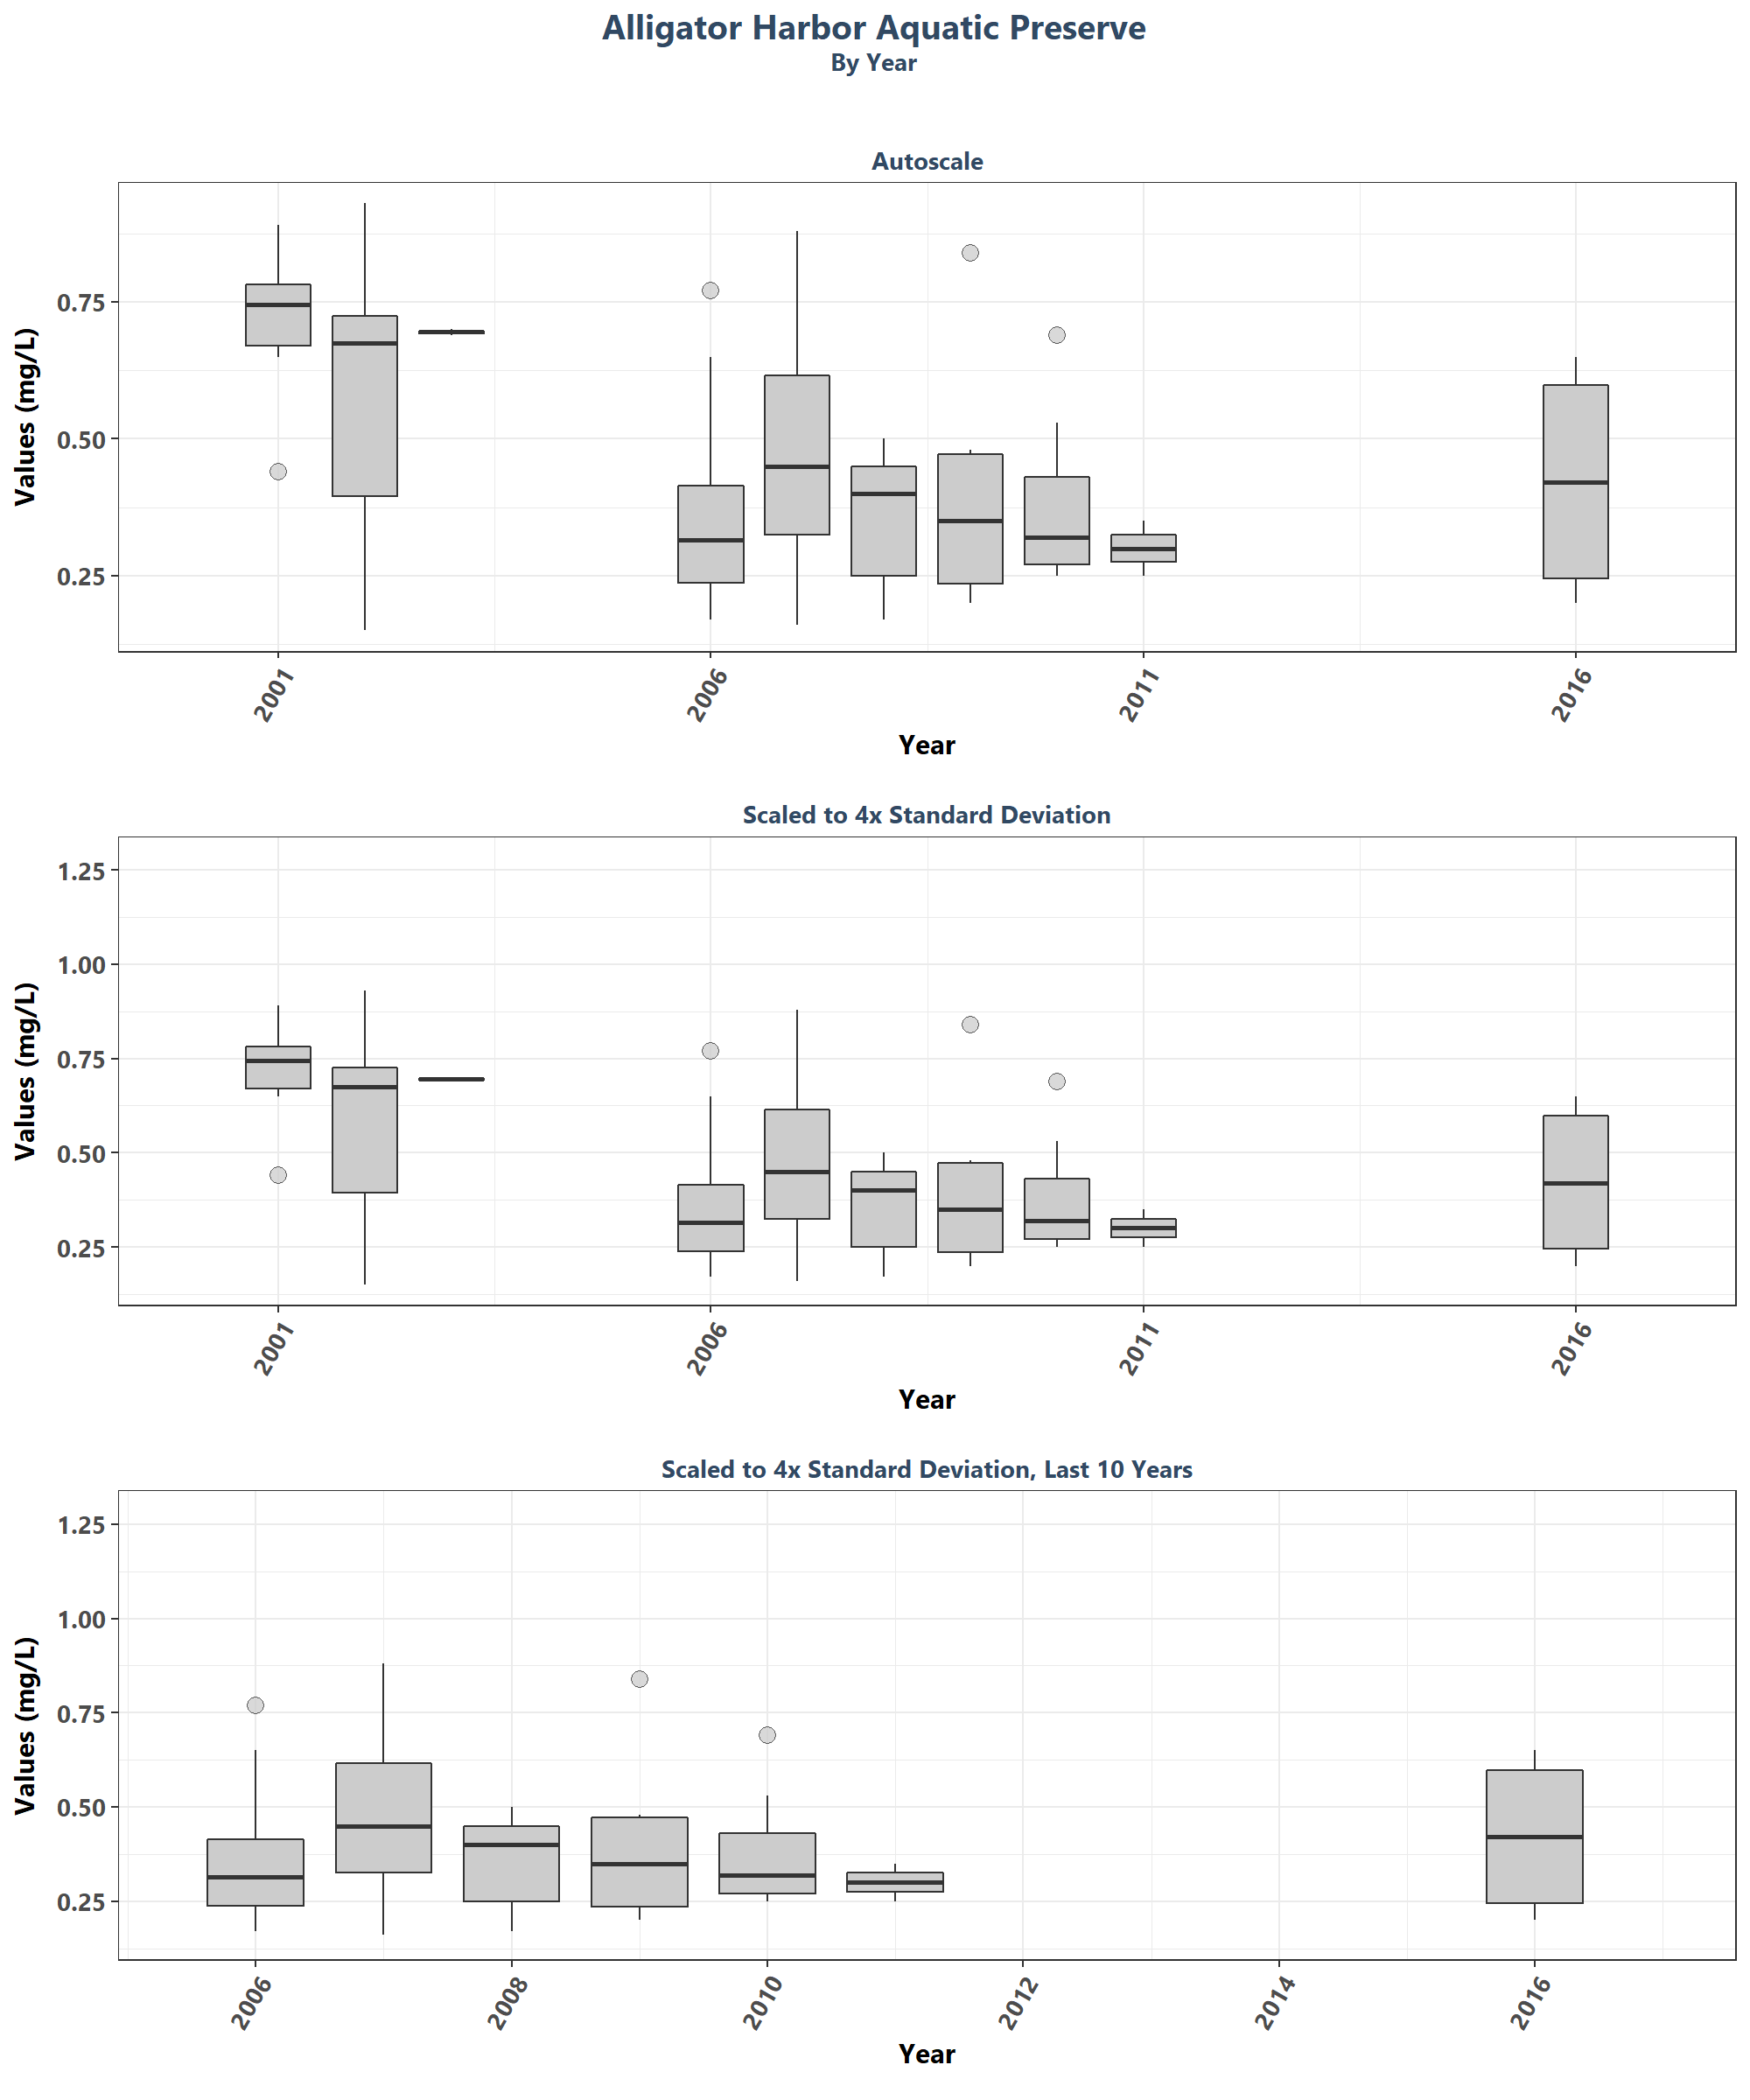 Alligator Harbor Aquatic Preserve
By Year
Autoscale
Values (mg/L)
0.75
0.50
0.25
2001 2006 2011 2016
Year
Scaled to 4x Standard Deviation
Values (mg/L)
1.25
1.00
0.75
0.50
0.25
2001 2006 2011 2016
Year
Scaled to 4x Standard Deviation, Last 10 Years
Values (mg/L)
1.25
1.00
0.75
0.50
0.25
2006 2008 2010 2012 2014 2016
Year